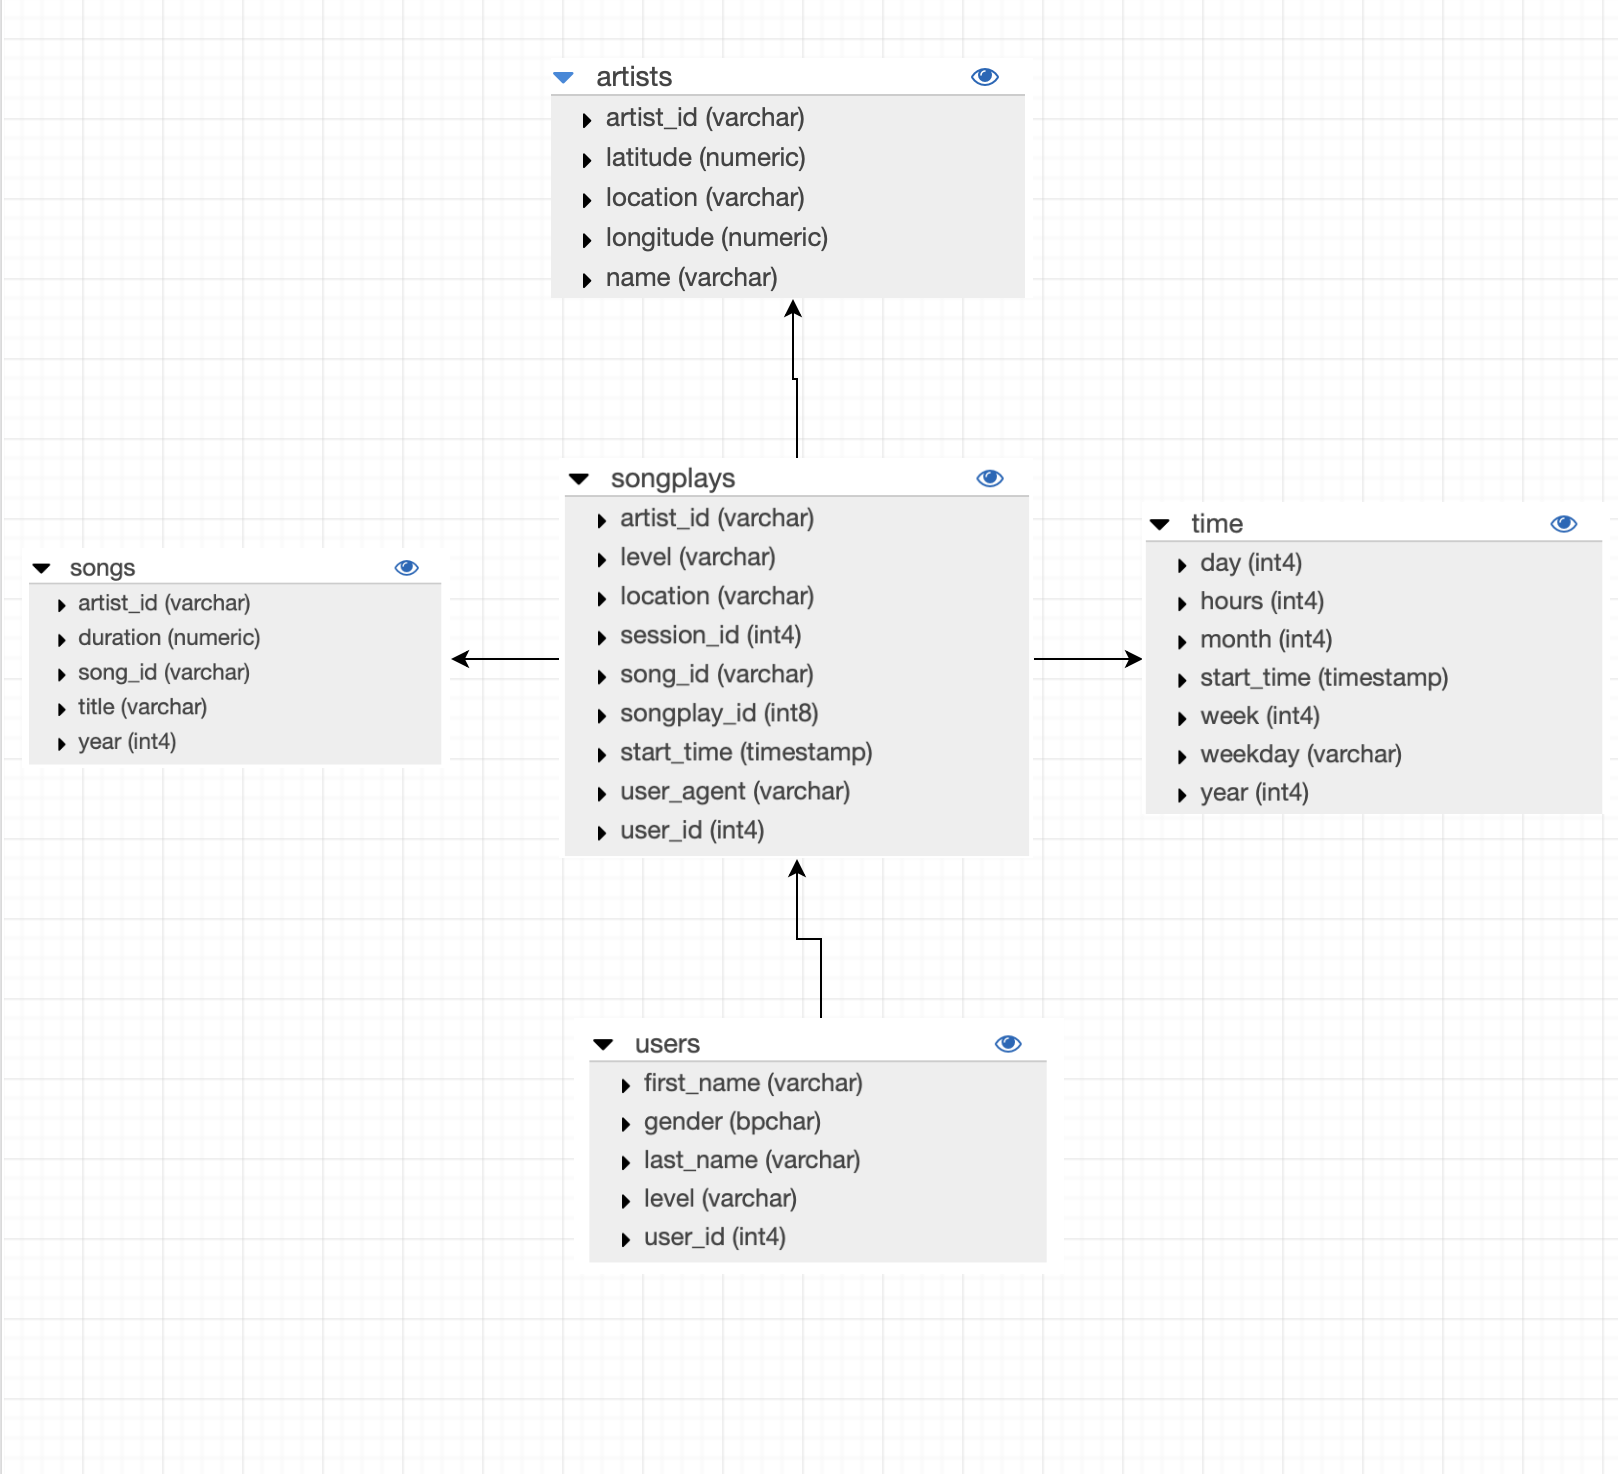 artists
artist_id (varchar)
latitude (numeric)
location (varchar)
longitude (numeric)
name (varchar)
songplays
artist_id (varchar)
level (varchar)
location (varchar)
session_id (int4)
song_id (varchar)
songplay_id (int8)
start_time (timestamp)
user_agent (varchar)
user_id (int4)
songs
artist_id (varchar)
duration (numeric)
song_id (varchar)
title (varchar)
year (int4)
time
day (int4)
hours (int4)
month (int4)
start_time (timestamp)
week (int4)
weekday (varchar)
year (int4)
users
first_name (varchar)
gender (bpchar)
last_name (varchar)
level (varchar)
user_id (int4)